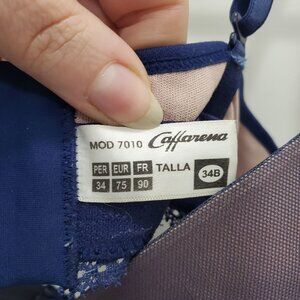 MOD 7010 Caffarena
PER EUR FR TALLA 34B
34 75 90